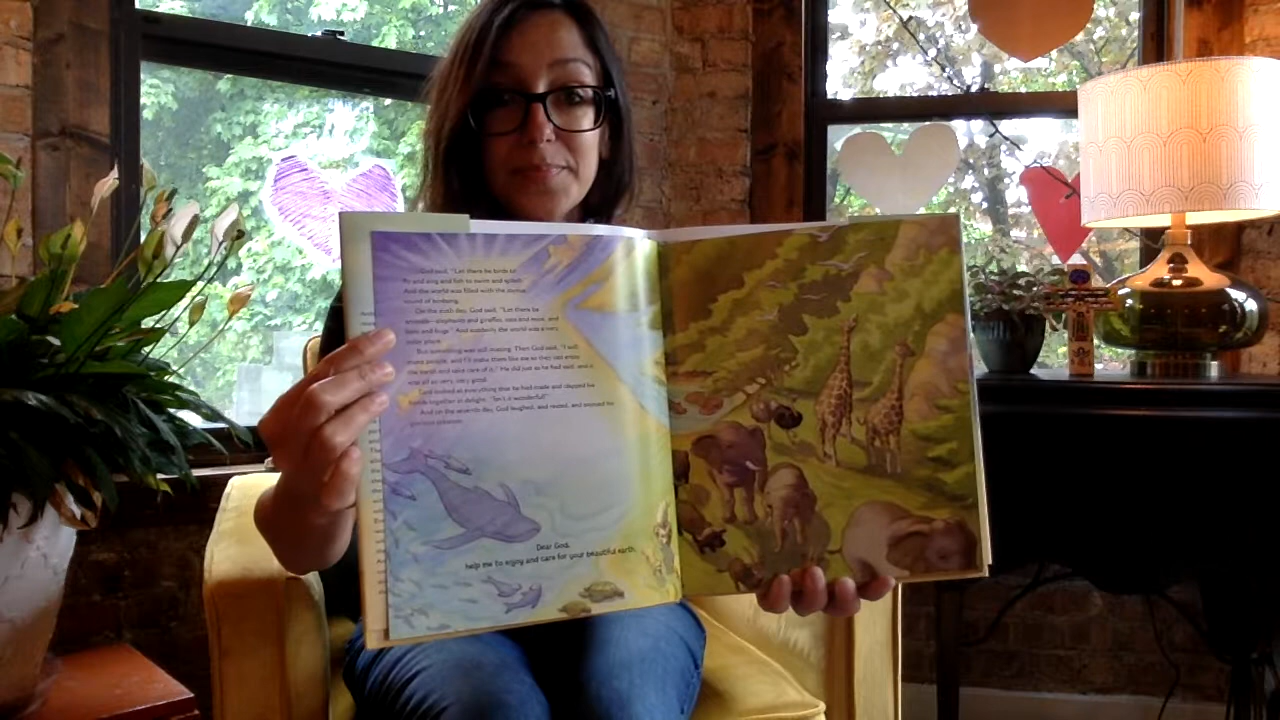 God said, "Let there be birds to
fly and sing and fish to swim and splash."
And the world was filled with the joyous
sound of birdsong.
On the sixth day, God said, "Let there be
animals—elephants and giraffes, cats and mice, and
bees and bugs." And suddenly the world was a very
noisy place.
But something was still missing. Then God said, "I will
make people, and I'll make them like me so they can enjoy
the earth and take care of it." He did just as he had said, and it
was all so very, very good.
God looked at everything that he had made and clapped his
hands together in delight. "Isn't it wonderful!"
And on the seventh day, God laughed, and rested, and enjoyed his
glorious creation.
Dear God,
help me to enjoy and care for your beautiful earth.